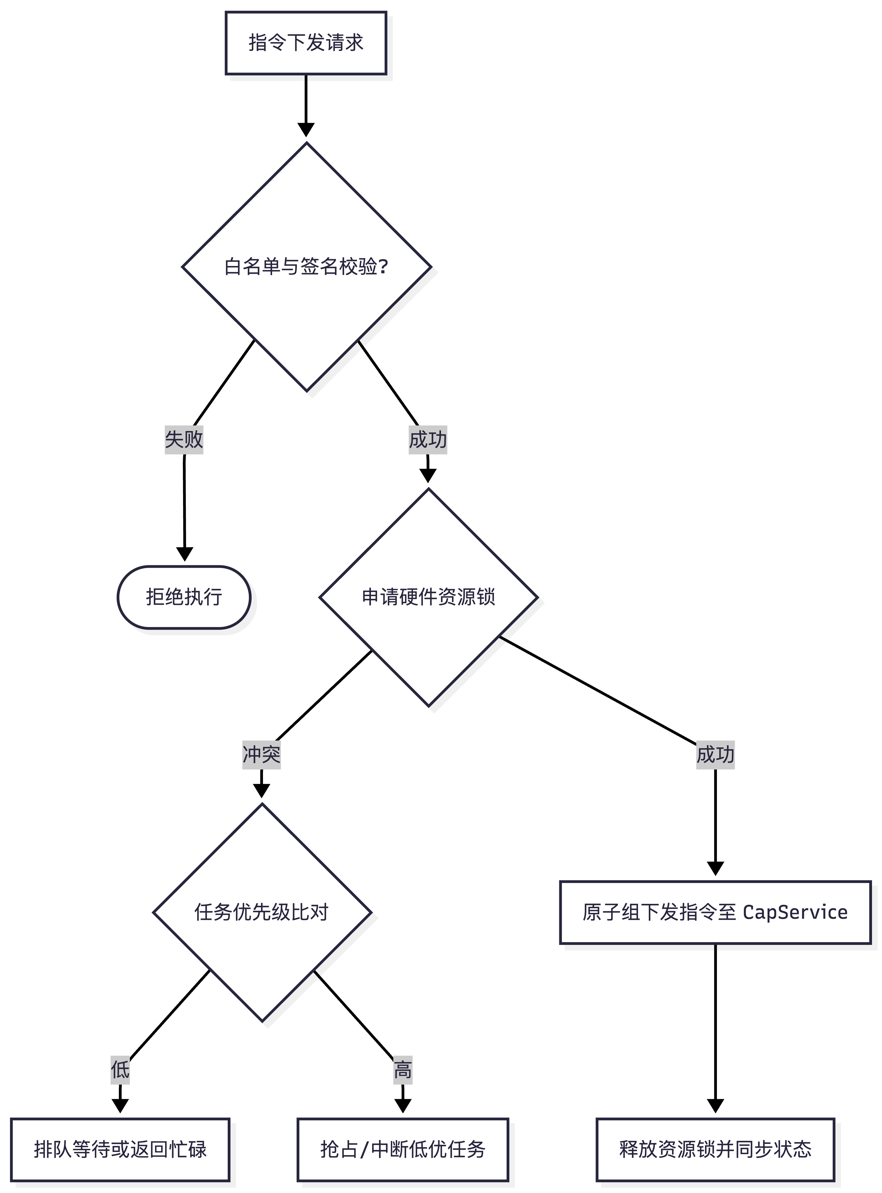 指令下发请求
白名单与签名校验?
失败
成功
拒绝执行
申请硬件资源锁
冲突
成功
任务优先级比对
原子组下发指令至 CapService
低
高
排队等待或返回忙碌
抢占/中断低优任务
释放资源锁并同步状态